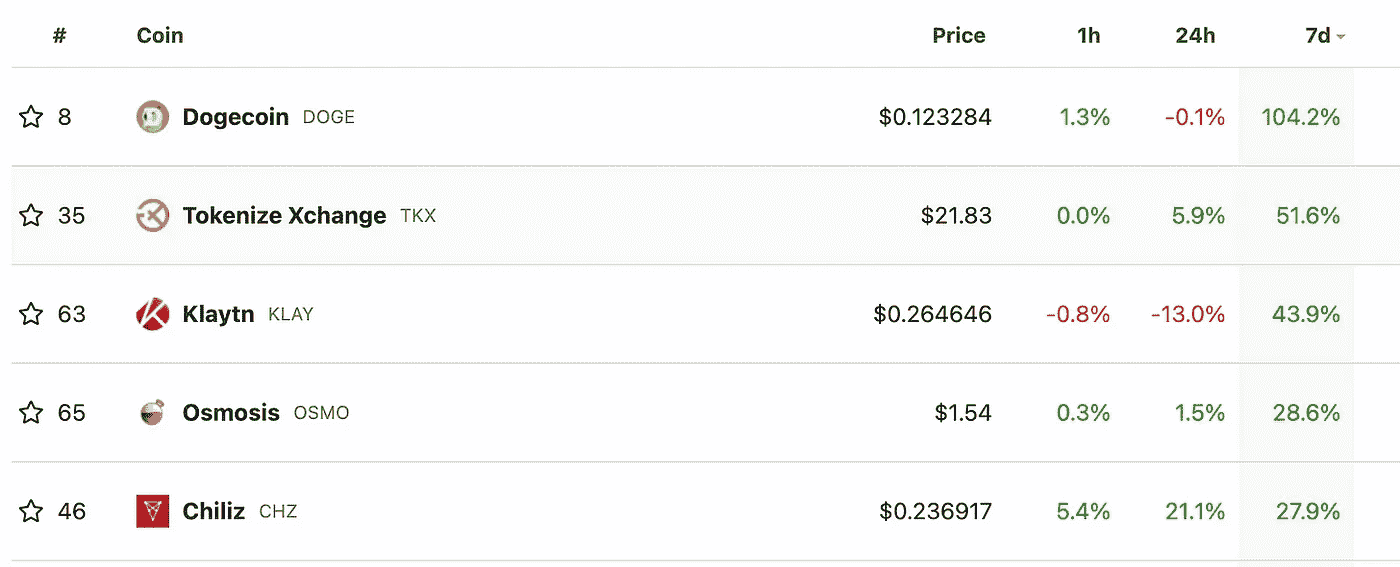 # Coin Price 1h 24h 7d
8 Dogecoin DOGE $0.123284 1.3% -0.1% 104.2%
35 Tokenize Xchange TKX $21.83 0.0% 5.9% 51.6%
63 Klaytn KLAY $0.264646 -0.8% -13.0% 43.9%
65 Osmosis OSMO $1.54 0.3% 1.5% 28.6%
46 Chiliz CHZ $0.236917 5.4% 21.1% 27.9%